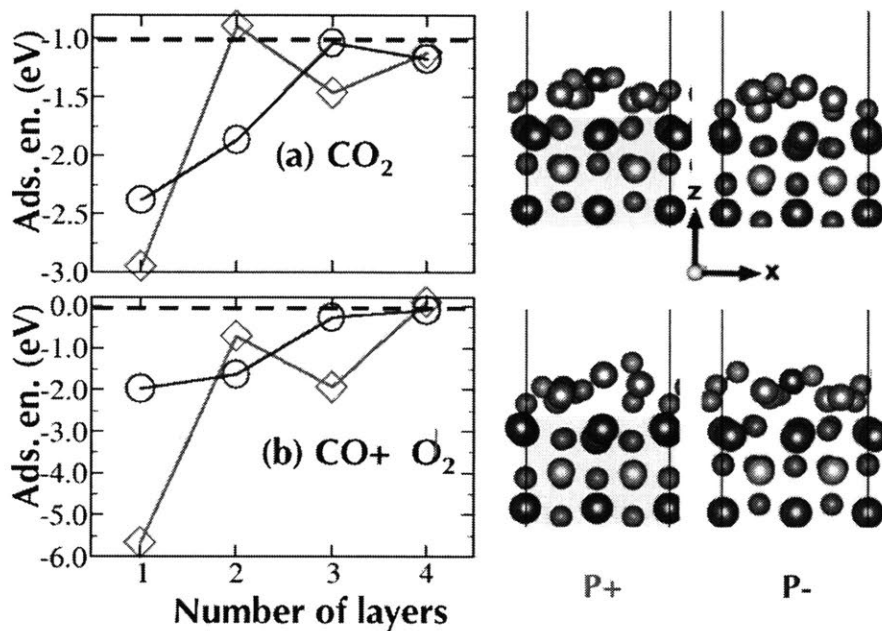 Ads. en. (eV)
-1.0
-1.5
-2.0
-2.5
-3.0
(a) CO₂
z
x
Ads. en. (eV)
0.0
-1.0
-2.0
-3.0
-4.0
-5.0
-6.0
(b) CO+ O₂
1 2 3 4
Number of layers
P+ P-